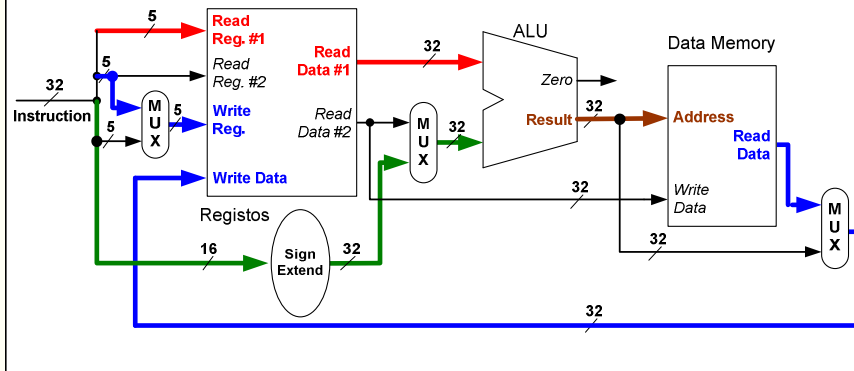 32
Instruction
5
5
5
5
M
U
X
Read
Reg. #1
Read
Reg. #2
Write
Reg.
Write Data
Read
Data #1
Read
Data #2
Registos
16
Sign
Extend
32
32
M
U
X
32
ALU
Zero
Result
32
32
32
Data Memory
Address
Read
Data
Write
Data
M
U
X
32